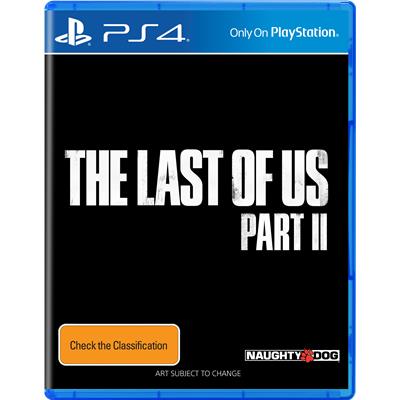 PS4
Only On PlayStation®
THE LAST OF US
PART II
Check the Classification
NAUGHTY DOG
ART SUBJECT TO CHANGE